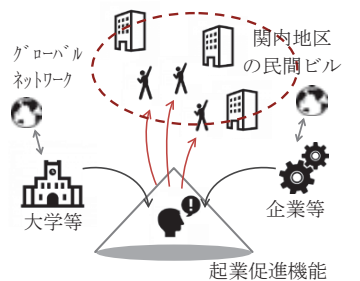 グローバル
ネットワーク
関内地区
の民間ビル
大学等
企業等
起業促進機能